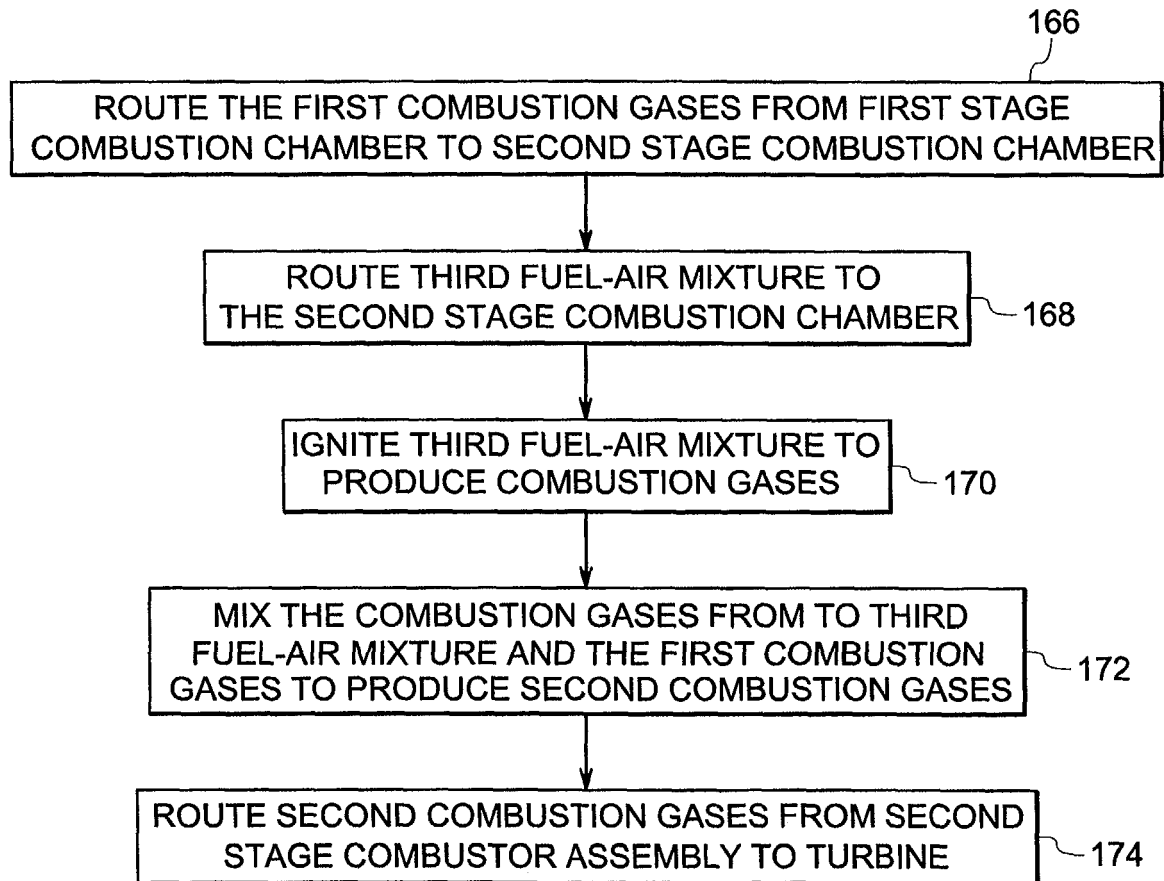 166
ROUTE THE FIRST COMBUSTION GASES FROM FIRST STAGE
COMBUSTION CHAMBER TO SECOND STAGE COMBUSTION CHAMBER
ROUTE THIRD FUEL-AIR MIXTURE TO
THE SECOND STAGE COMBUSTION CHAMBER
168
IGNITE THIRD FUEL-AIR MIXTURE TO
PRODUCE COMBUSTION GASES
170
MIX THE COMBUSTION GASES FROM TO THIRD
FUEL-AIR MIXTURE AND THE FIRST COMBUSTION
GASES TO PRODUCE SECOND COMBUSTION GASES
172
ROUTE SECOND COMBUSTION GASES FROM SECOND
STAGE COMBUSTOR ASSEMBLY TO TURBINE
174